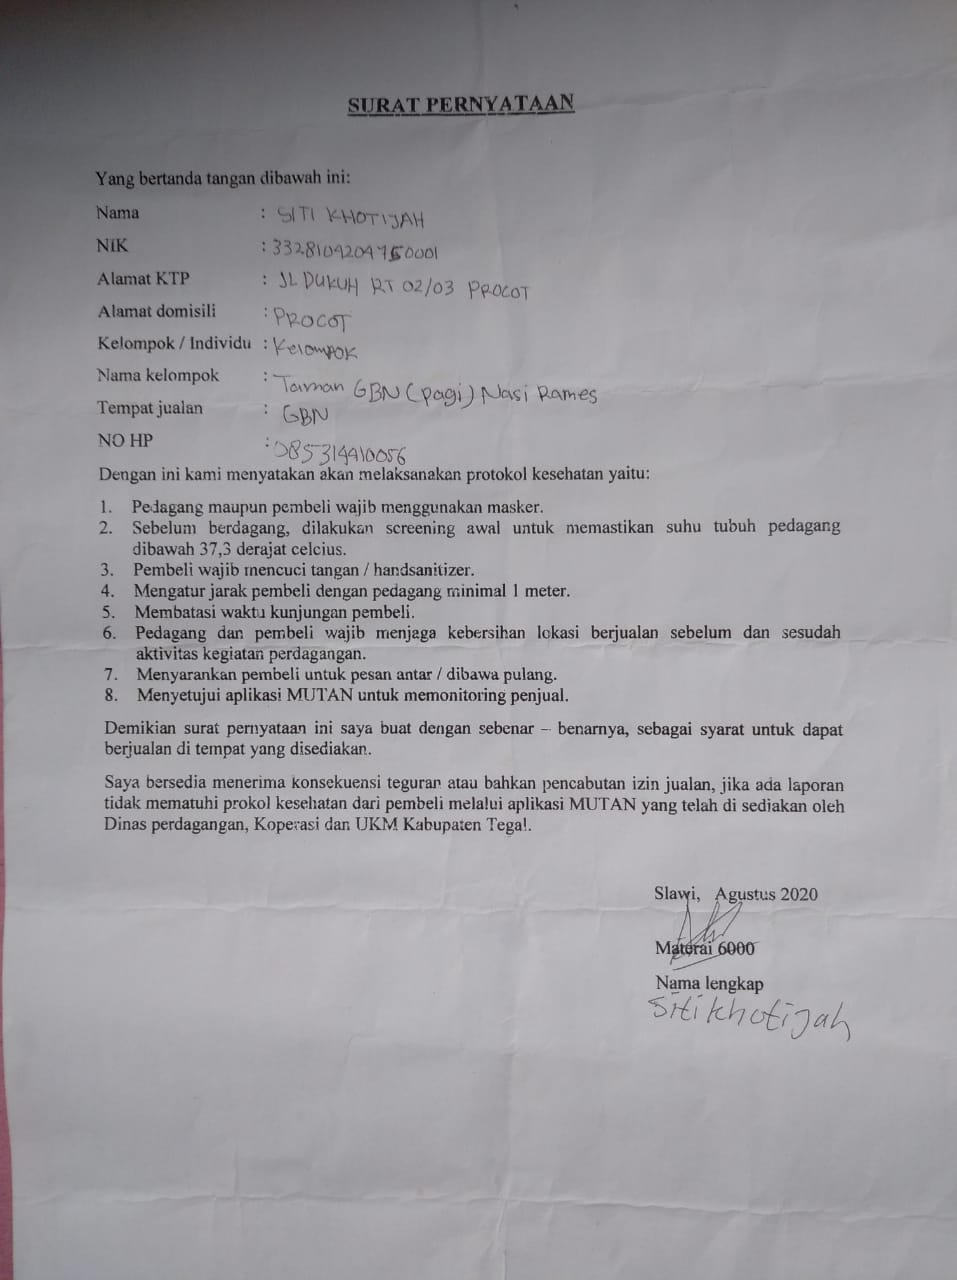 SURAT PERNYATAAN
Yang bertanda tangan dibawah ini:
Nama : SITI KHOTIJAH
NIK :
Alamat KTP : JL DUKUH RT 02/03 PROCOT
Alamat domisili : PROCOT
Kelompok / Individu : Kelompok
Nama kelompok : Taman GBN (pagi) Nasi Rames
Tempat jualan : GBN
NO HP : 085314410056
Dengan ini kami menyatakan akan melaksanakan protokol kesehatan yaitu:
1. Pedagang maupun pembeli wajib menggunakan masker.
2. Sebelum berdagang, dilakukan screening awal untuk memastikan suhu tubuh pedagang
dibawah 37,3 derajat celcius.
3. Pembeli wajib mencuci tangan / handsanitizer.
4. Mengatur jarak pembeli dengan pedagang minimal 1 meter.
5. Membatasi waktu kunjungan pembeli.
6. Pedagang dan pembeli wajib menjaga kebersihan lokasi berjualan sebelum dan sesudah
aktivitas kegiatan perdagangan.
7. Menyarankan pembeli untuk pesan antar / dibawa pulang.
8. Menyetujui aplikasi MUTAN untuk memonitoring penjual.
Demikian surat pernyataan ini saya buat dengan sebenar – benarnya, sebagai syarat untuk dapat
berjualan di tempat yang disediakan.
Saya bersedia menerima konsekuensi teguran atau bahkan pencabutan izin jualan, jika ada laporan
tidak mematuhi prokol kesehatan dari pembeli melalui aplikasi MUTAN yang telah di sediakan oleh
Dinas perdagangan, Koperasi dan UKM Kabupaten Tegal.
Slawi, Agustus 2020
Materai 6000
Nama lengkap
Siti khotijah